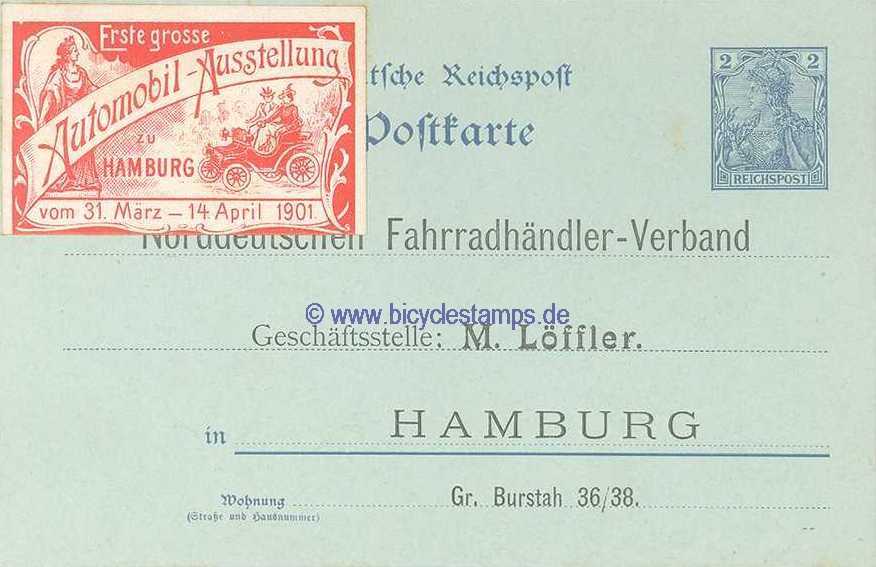 Erste grosse
Automobil-Ausstellung
zu
HAMBURG
vom 31. März – 14 April 1901.
tsche Reichspost
Postkarte
2 2
REICHSPOST
Norddeutschen Fahrradhändler-Verband
© www.bicyclestamps.de
Geschäftsstelle: M. Löffler.
in HAMBURG
Wohnung Gr. Burstah 36/38.
(Straße und Hausnummer)